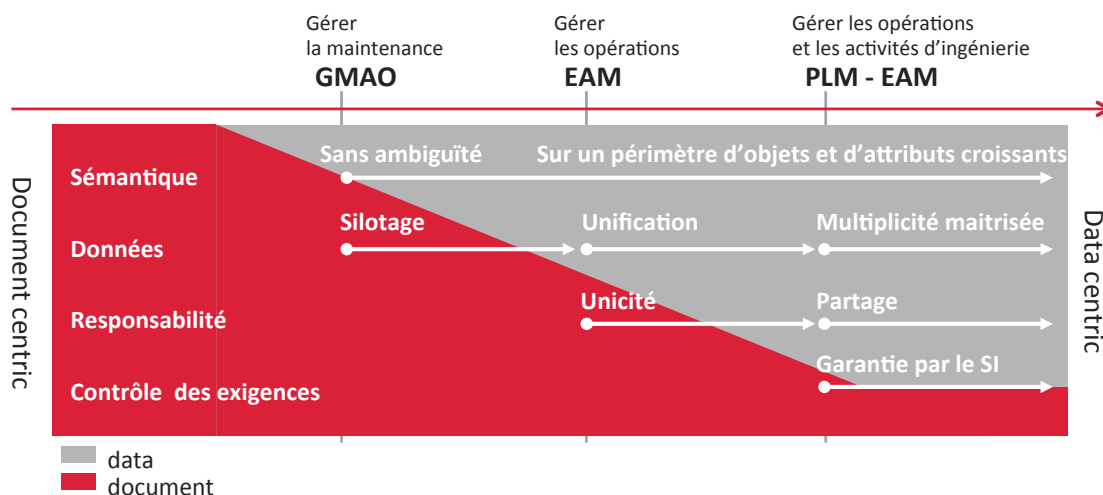 Gérer
la maintenance
GMAO
Gérer
les opérations
EAM
Gérer les opérations
et les activités d'ingénierie
PLM - EAM
Document centric
Data centric
Sémantique
Sans ambiguïté
Sur un périmètre d'objets et d'attributs croissants
Données
Silotage
Unification
Multiplicité maitrisée
Responsabilité
Unicité
Partage
Contrôle des exigences
Garantie par le SI
data
document